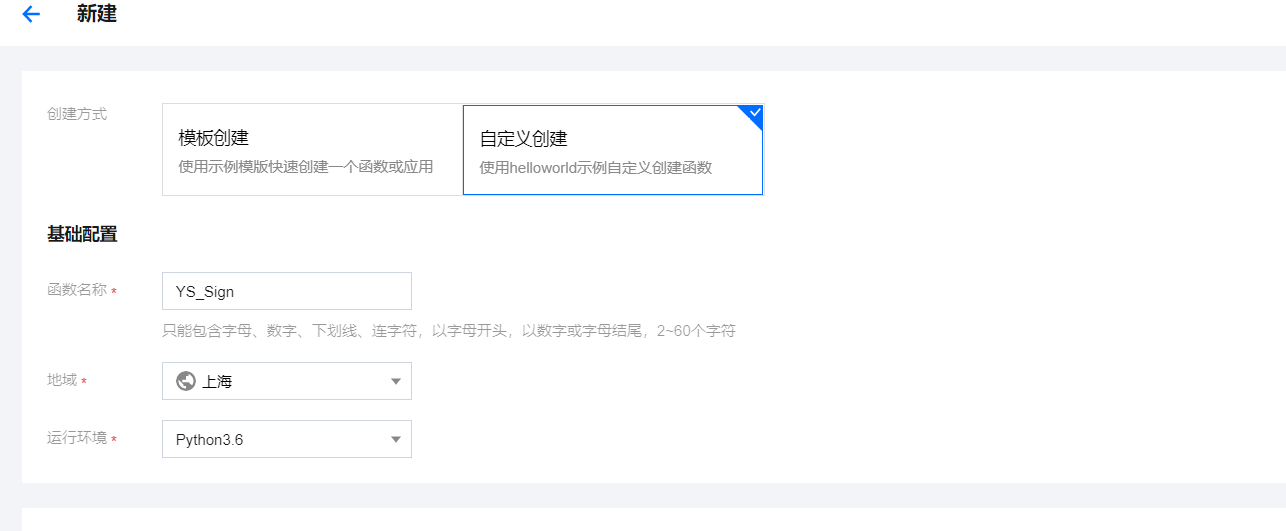 新建
创建方式
模板创建
使用示例模版快速创建一个函数或应用
自定义创建
使用helloworld示例自定义创建函数
基础配置
函数名称 *
YS_Sign
只能包含字母、数字、下划线、连字符，以字母开头，以数字或字母结尾，2~60个字符
地域 *
上海
运行环境 *
Python3.6